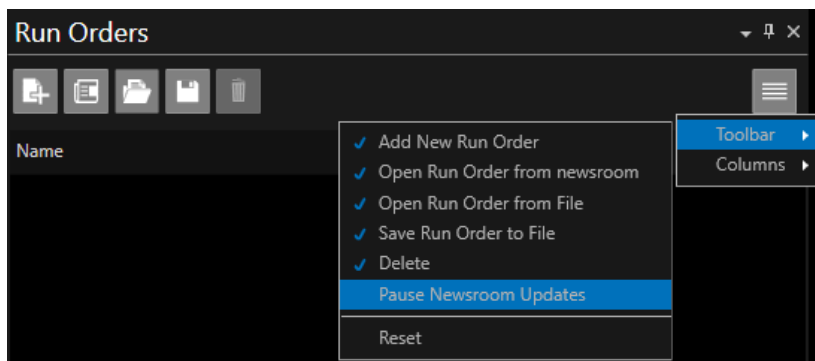 Run Orders
Name
Toolbar
Columns
Add New Run Order
Open Run Order from newsroom
Open Run Order from File
Save Run Order to File
Delete
Pause Newsroom Updates
Reset